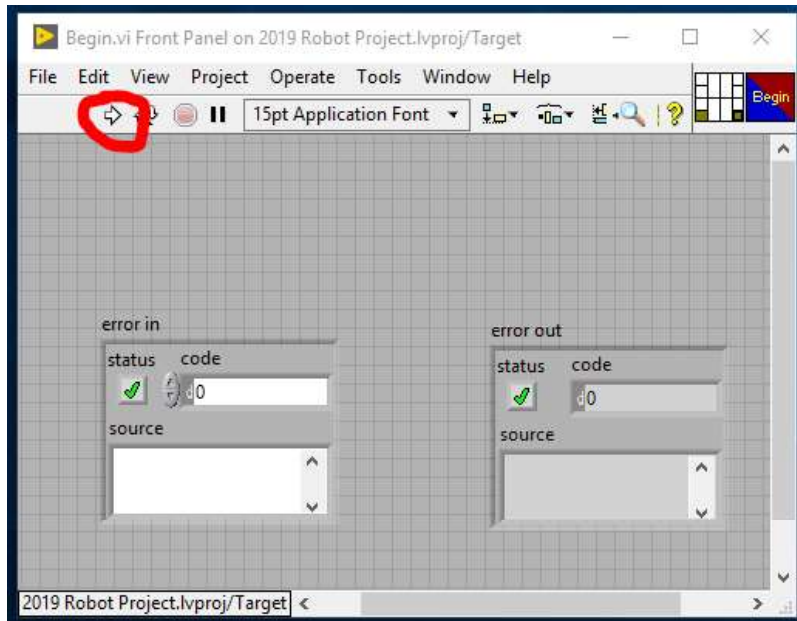 Begin.vi Front Panel on 2019 Robot Project.lvproj/Target
File Edit View Project Operate Tools Window Help
15pt Application Font
Begin
error in
status code
d 0
source
error out
status code
d 0
source
2019 Robot Project.lvproj/Target